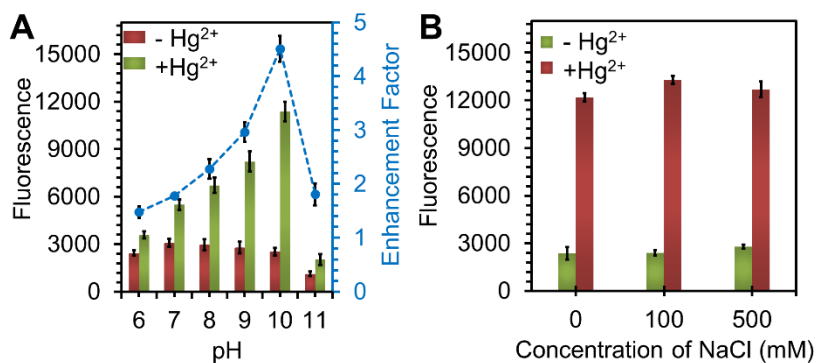 A
- Hg2+
+Hg2+
15000
12000
9000
6000
3000
0
Fluorescence
5
4
3
2
1
0
Enhancement Factor
6 7 8 9 10 11
pH
B
- Hg2+
+Hg2+
15000
12000
9000
6000
3000
0
Fluorescence
0 100 500
Concentration of NaCl (mM)